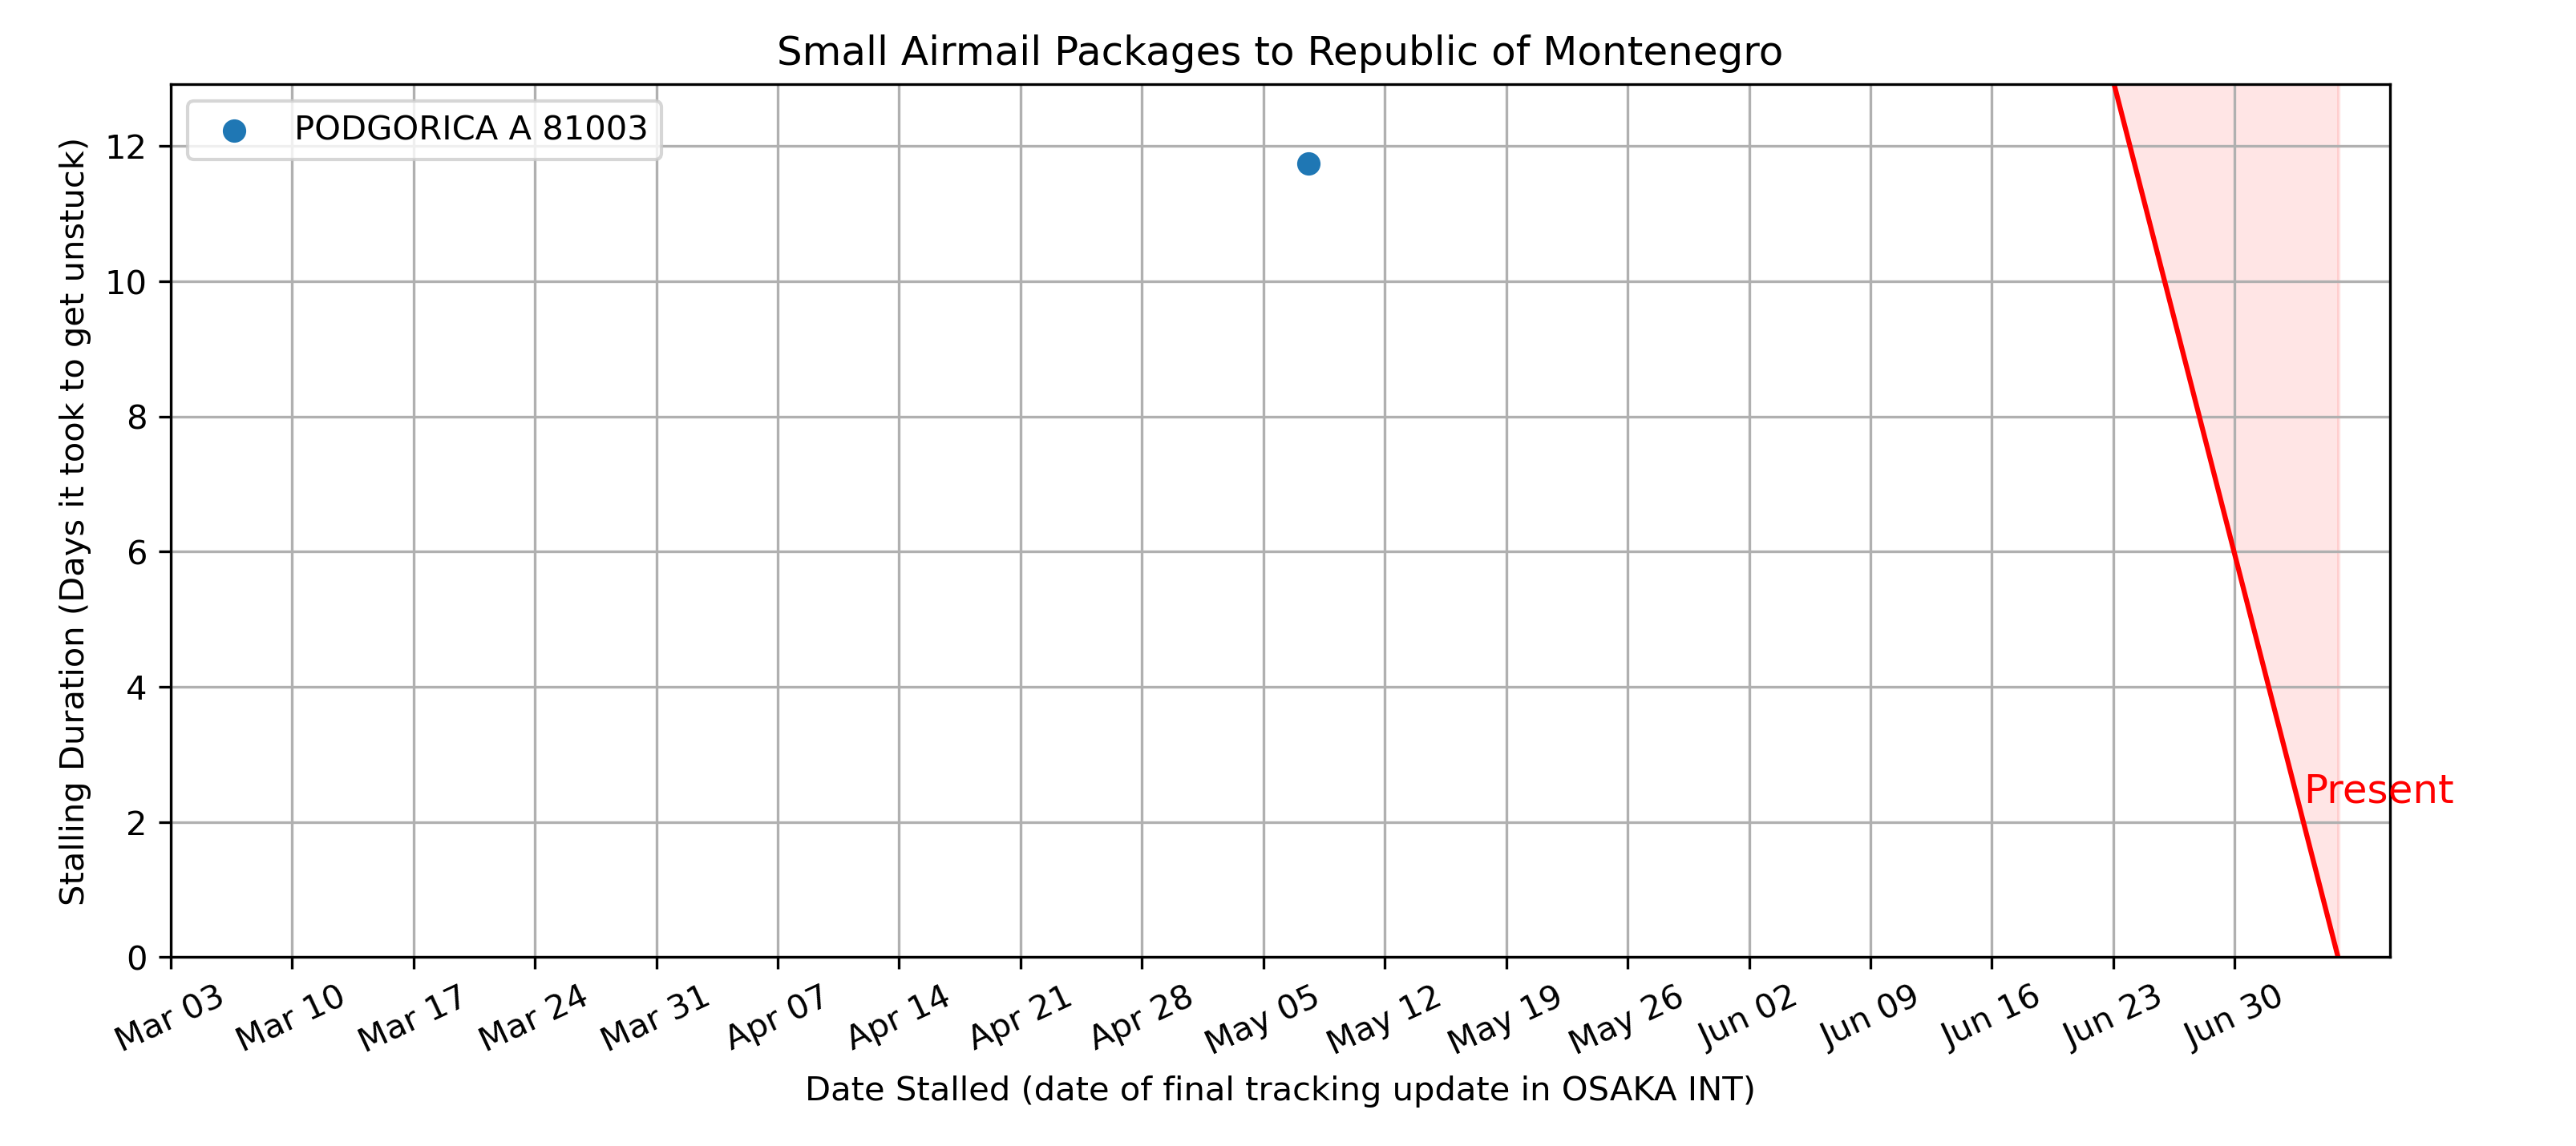 Small Airmail Packages to Republic of Montenegro
PODGORICA A 81003
Stalling Duration (Days it took to get unstuck)
12
10
8
6
4
2
0
Present
Mar 03
Mar 10
Mar 17
Mar 24
Mar 31
Apr 07
Apr 14
Apr 21
Apr 28
May 05
May 12
May 19
May 26
Jun 02
Jun 09
Jun 16
Jun 23
Jun 30
Date Stalled (date of final tracking update in OSAKA INT)